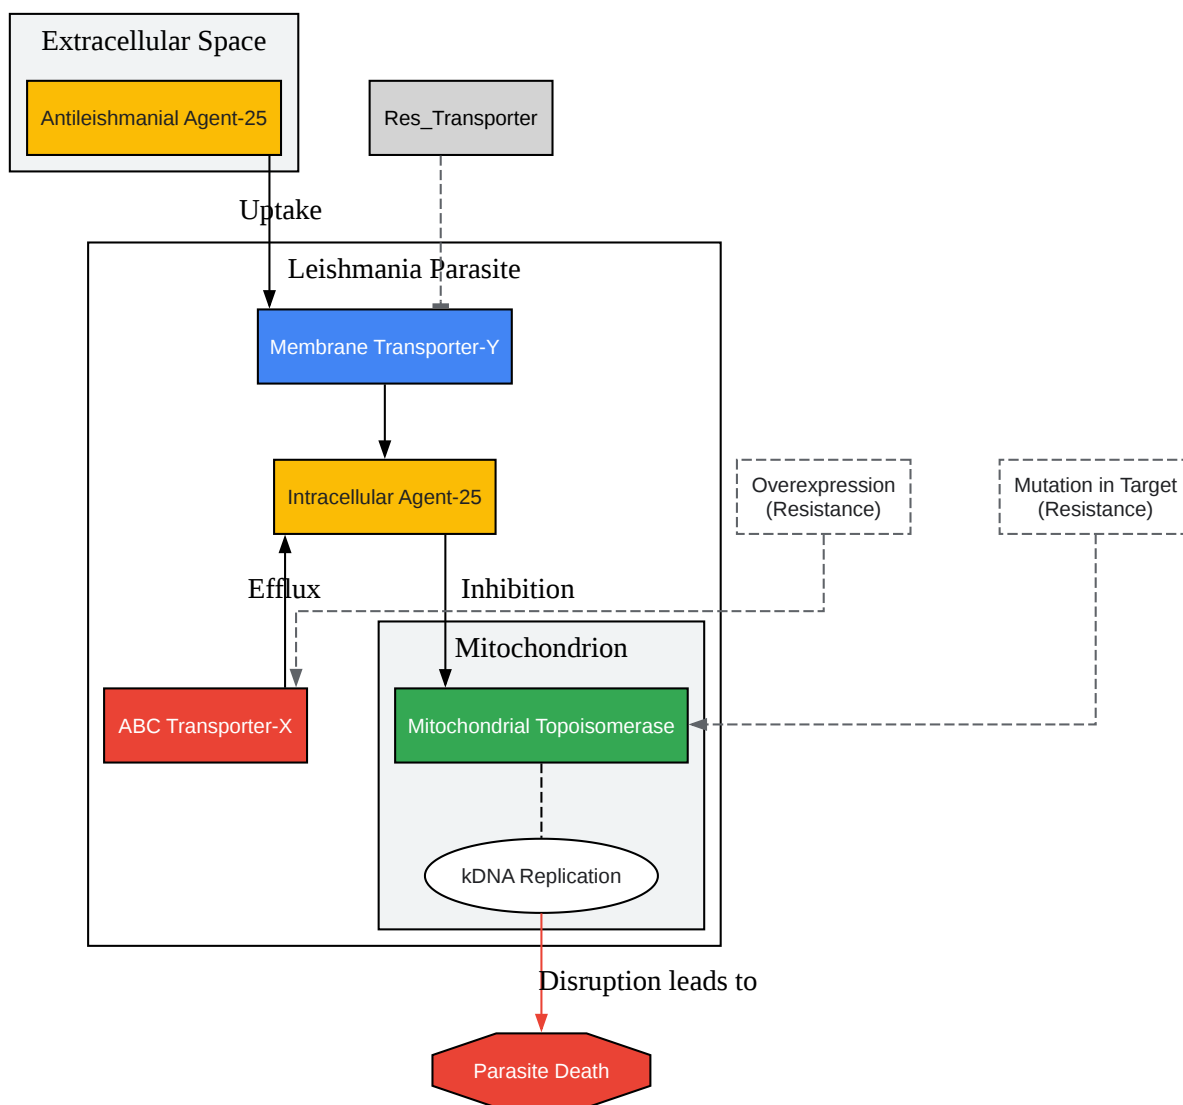 Extracellular Space
Antileishmanial Agent-25
Res_Transporter
Uptake
Leishmania Parasite
Membrane Transporter-Y
Intracellular Agent-25
Overexpression
(Resistance)
Mutation in Target
(Resistance)
Efflux
Inhibition
Mitochondrion
ABC Transporter-X
Mitochondrial Topoisomerase
kDNA Replication
Disruption leads to
Parasite Death